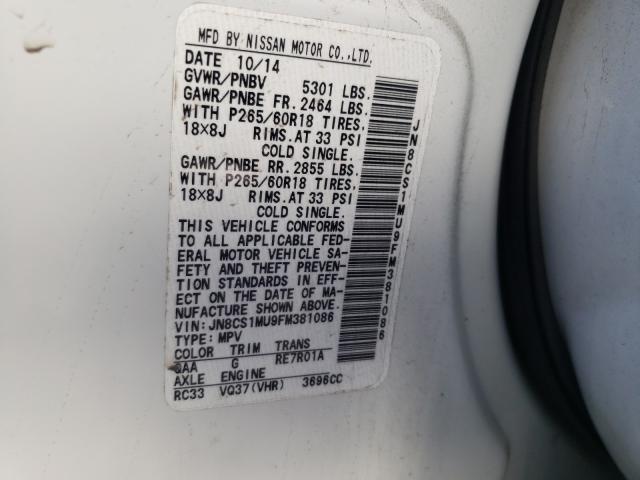 MFD BY NISSAN MOTOR CO.,LTD.
DATE 10/14
GVWR/PNBV 5301 LBS.
GAWR/PNBE FR. 2464 LBS.
WITH P265/60R18 TIRES,
18×8J RIMS. AT 33 PSI
COLD SINGLE.
GAWR/PNBE RR. 2855 LBS.
WITH P265/60R18 TIRES,
18×8J RIMS. AT 33 PSI
COLD SINGLE.
THIS VEHICLE CONFORMS
TO ALL APPLICABLE FED-
ERAL MOTOR VEHICLE SA-
FETY AND THEFT PREVEN-
TION STANDARDS IN EFF-
ECT ON THE DATE OF MA-
NUFACTURE SHOWN ABOVE.
VIN: JN8CS1MU9FM381086
TYPE: MPV
COLOR TRIM TRANS
QAA G RE7R01A
AXLE ENGINE
RC33 VQ37(VHR) 3696CC
JN8CS1MU9FM381086